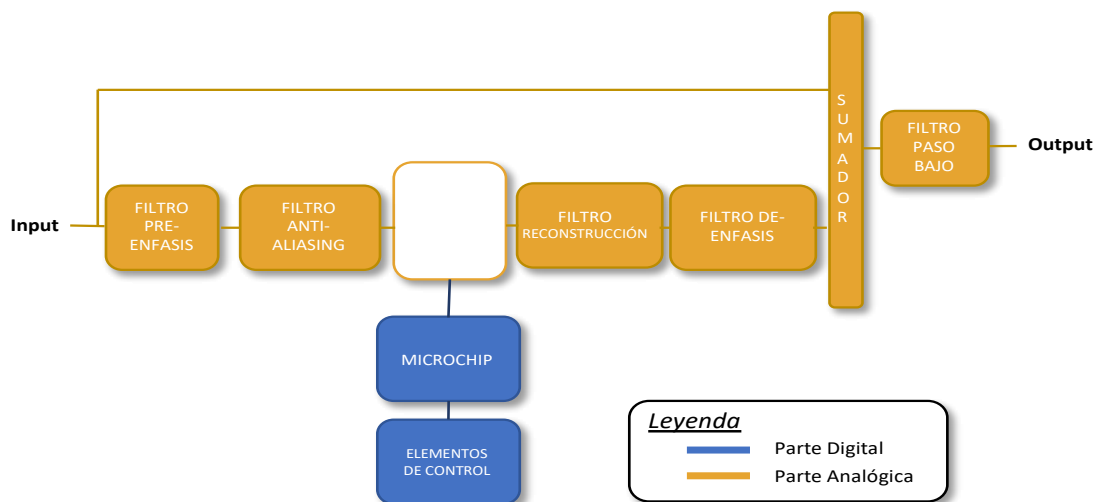 Input
FILTRO
PRE-
ENFASIS
FILTRO
ANTI-
ALIASING
FILTRO
RECONSTRUCCIÓN
FILTRO DE-
ENFASIS
SUMADOR
FILTRO
PASO
BAJO
Output
MICROCHIP
ELEMENTOS
DE CONTROL
Leyenda
Parte Digital
Parte Analógica